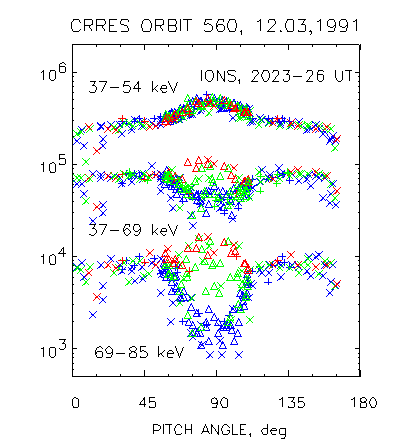 CRRES ORBIT 560, 12.03,1991
10⁶
37-54 keV
IONS, 2023-26 UT
10⁵
37-69 keV
10⁴
69-85 keV
10³
0 45 90 135 180
PITCH ANGLE, deg